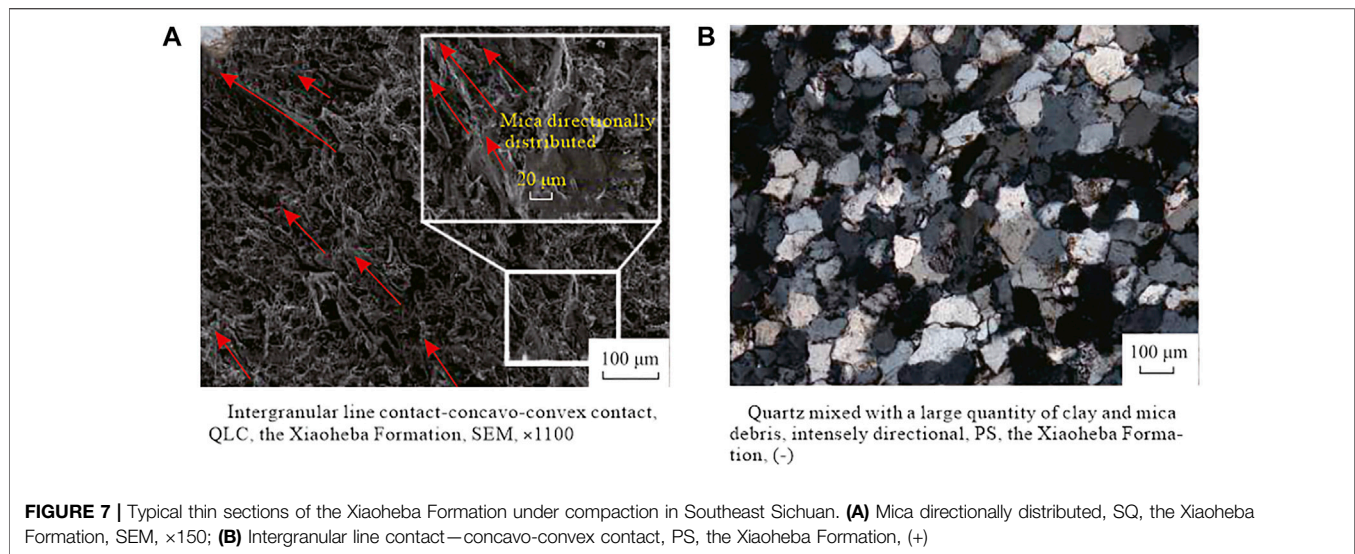 A
B
Mica directionally
distributed
20 μm
100 μm
100 μm
Intergranular line contact-concavo-convex contact,
QLC, the Xiaoheba Formation, SEM, ×1100
Quartz mixed with a large quantity of clay and mica
debris, intensely directional, PS, the Xiaoheba Forma-
tion, (-)
FIGURE 7 | Typical thin sections of the Xiaoheba Formation under compaction in Southeast Sichuan. (A) Mica directionally distributed, SQ, the Xiaoheba
Formation, SEM, ×150; (B) Intergranular line contact—concavo-convex contact, PS, the Xiaoheba Formation, (+)